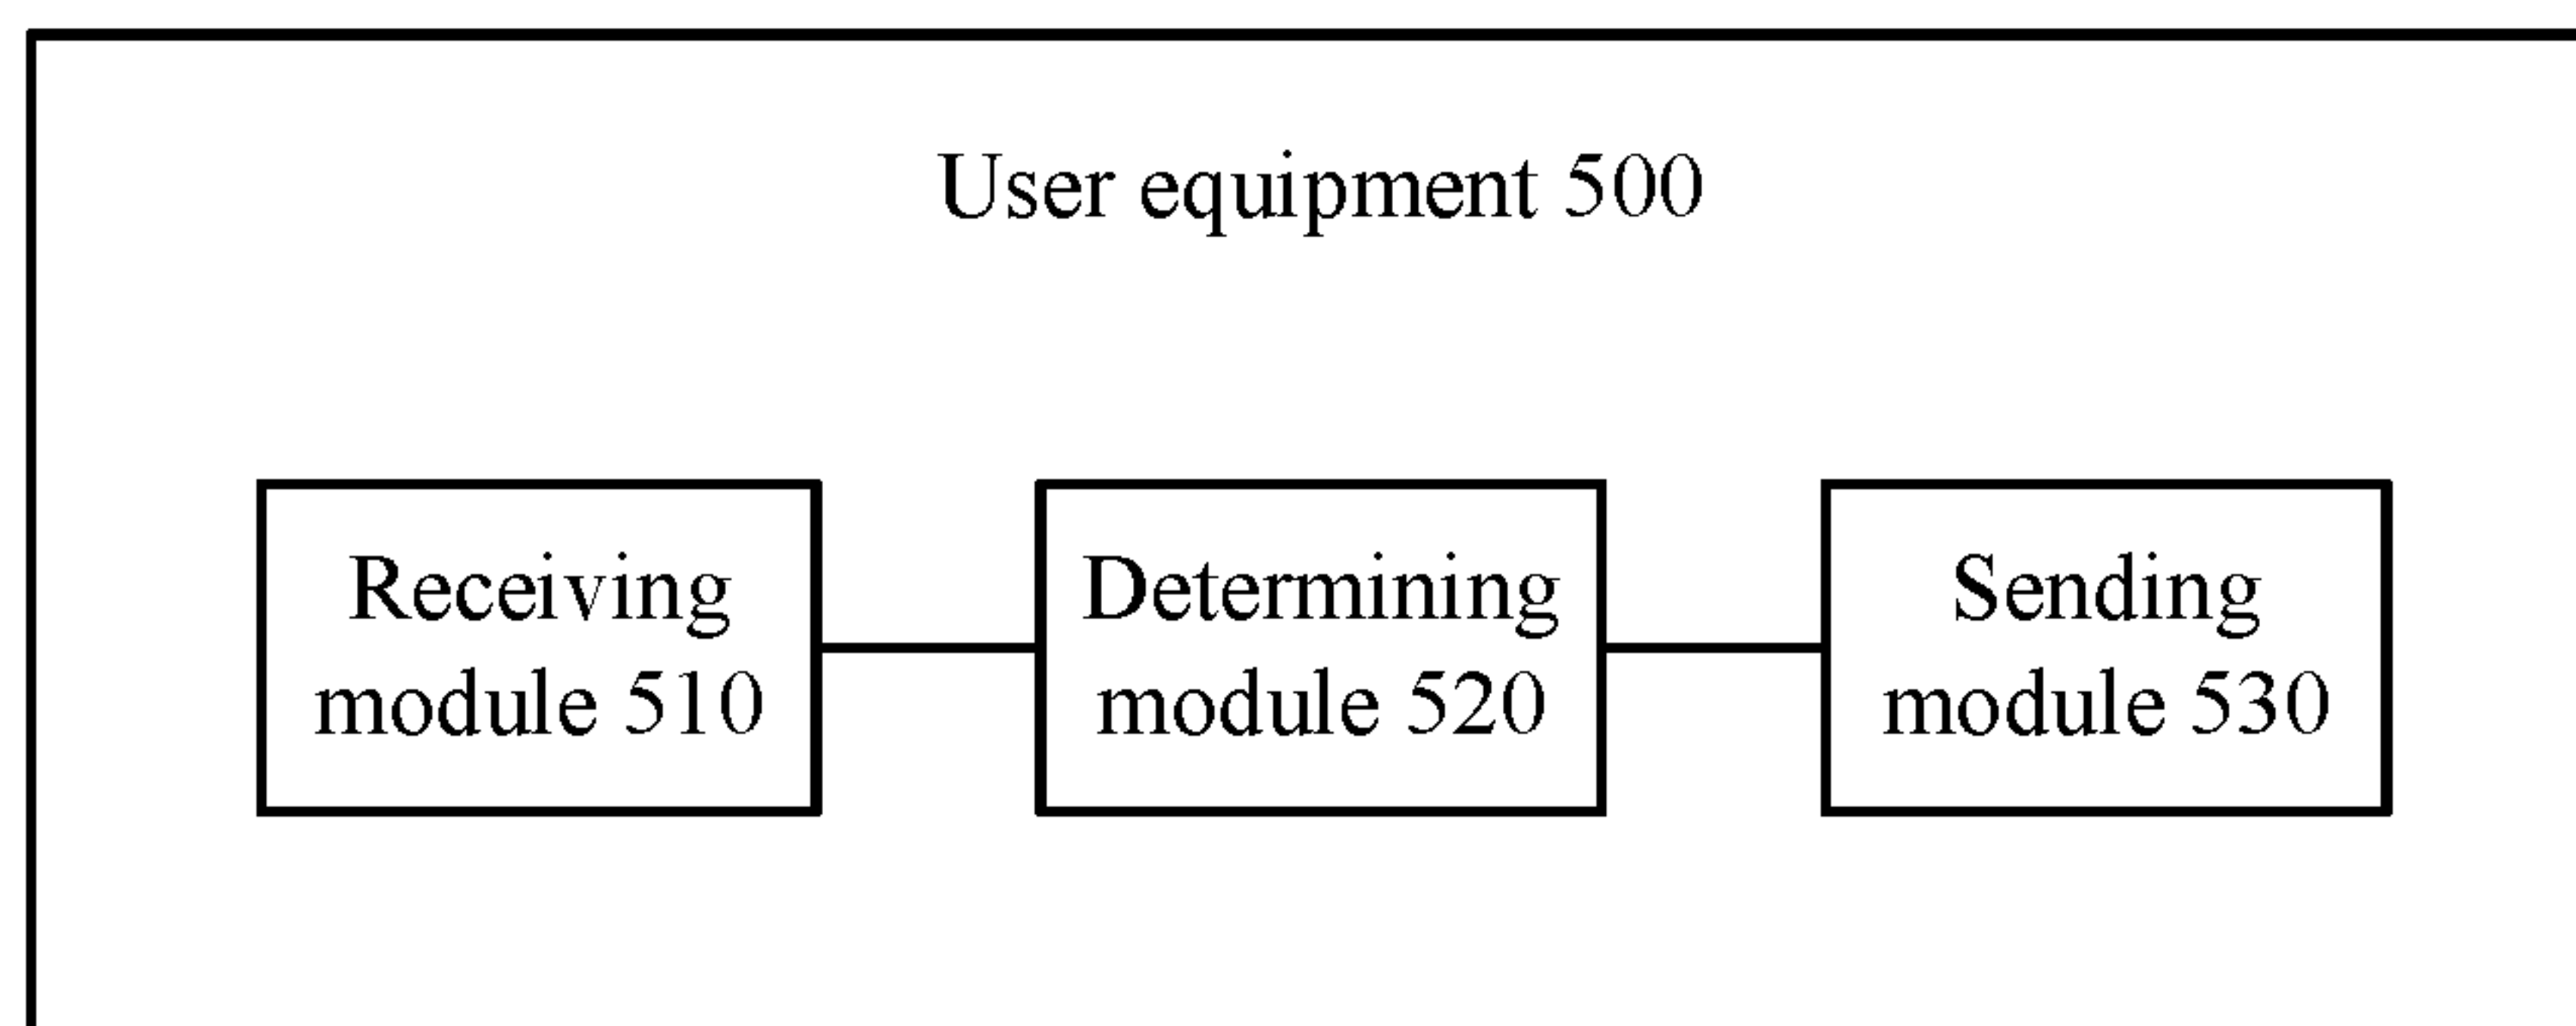 User equipment 500
Receiving
module 510
Determining
module 520
Sending
module 530